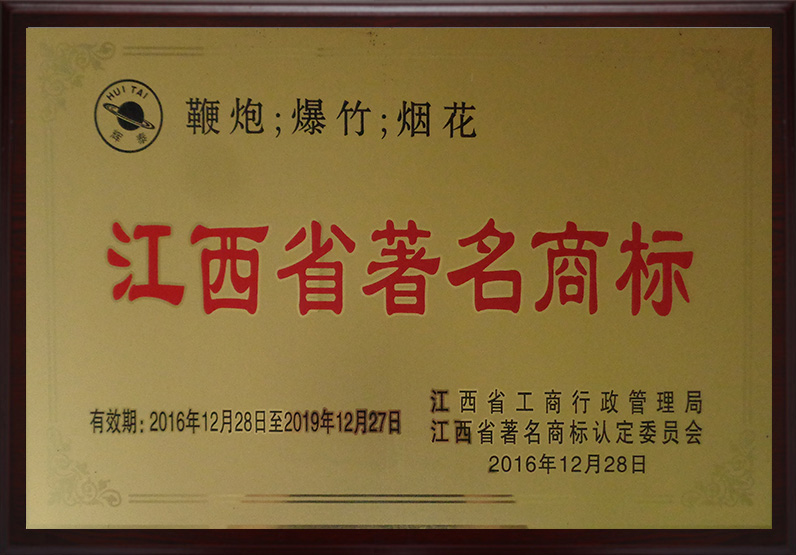 HUI TAI
辉泰
鞭炮;爆竹;烟花
江西省著名商标
有效期:2016年12月28日至2019年12月27日
江西省工商行政管理局
江西省著名商标认定委员会
2016年12月28日